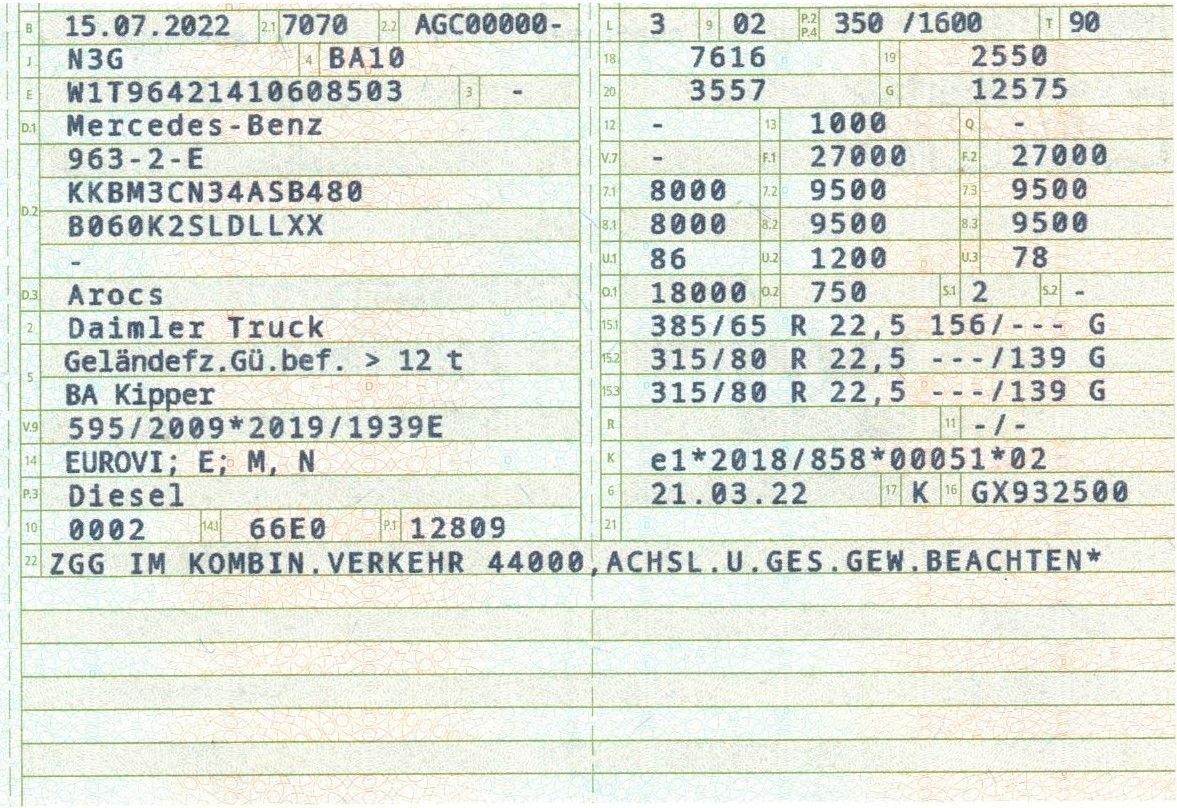 B 15.07.2022 2.1 7070 2.2 AGC00000-
J N3G 4 BA10
E W1T96421410608503 3 -
D.1 Mercedes-Benz
963-2-E
D.2 KKBM3CN34ASB480
B060K2SLDLLXX
-
D.3 Arocs
2 Daimler Truck
5 Geländefz.Gü.bef. > 12 t
BA Kipper
V.9 595/2009*2019/1939E
14 EUROVI; E; M, N
P.3 Diesel
10 0002 14.1 66E0 P.1 12809
L 3 9 02 P.2 P.4 350 /1600 T 90
18 7616 19 2550
20 3557 G 12575
12 - 13 1000 Q -
V.7 - F.1 27000 F.2 27000
7.1 8000 7.2 9500 7.3 9500
8.1 8000 8.2 9500 8.3 9500
U.1 86 U.2 1200 U.3 78
O.1 18000 O.2 750 S.1 2 S.2 -
15.1 385/65 R 22,5 156/--- G
15.2 315/80 R 22,5 ---/139 G
15.3 315/80 R 22,5 ---/139 G
R 11 -/-
K e1*2018/858*00051*02
6 21.03.22 17 K 16 GX932500
21
22 ZGG IM KOMBIN.VERKEHR 44000,ACHSL.U.GES.GEW.BEACHTEN*